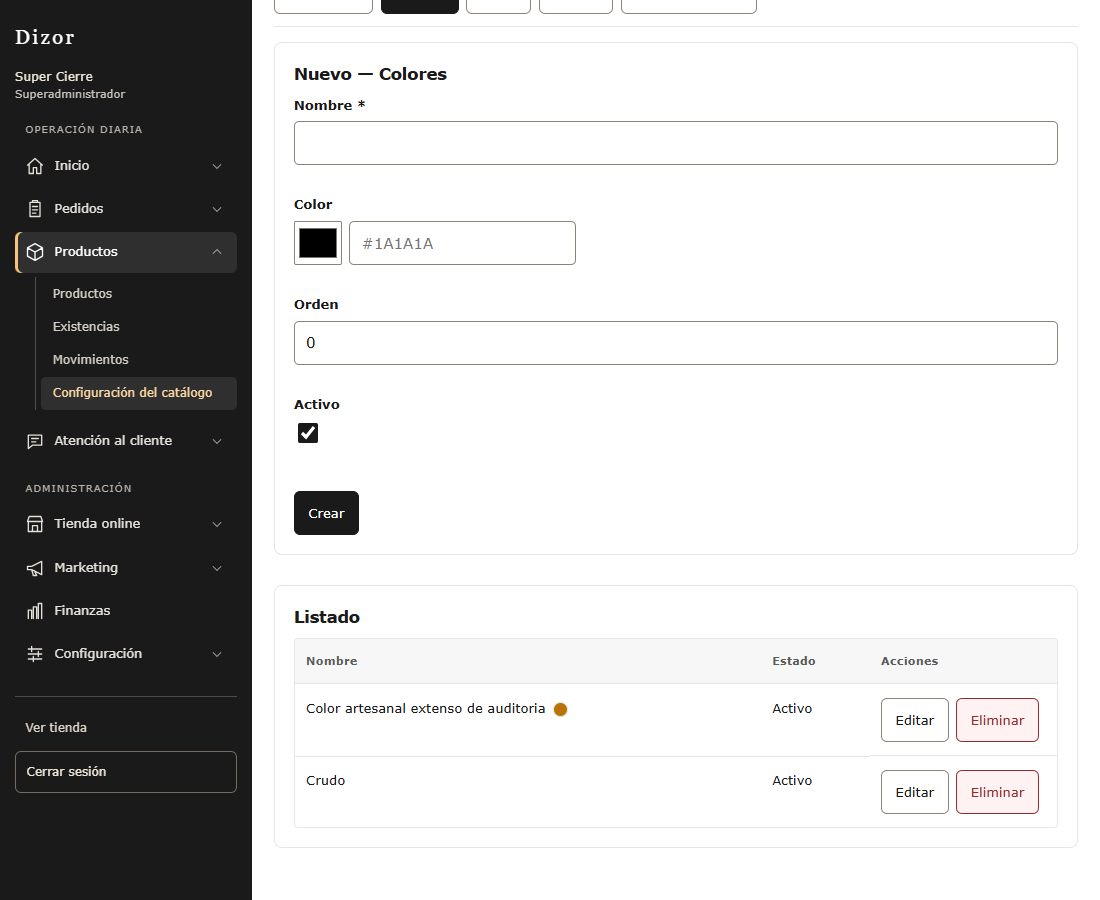 Dizor
Super Cierre
Superadministrador
OPERACIÓN DIARIA
Inicio
Pedidos
Productos
Productos
Existencias
Movimientos
Configuración del catálogo
Atención al cliente
ADMINISTRACIÓN
Tienda online
Marketing
Finanzas
Configuración
Ver tienda
Cerrar sesión
Nuevo — Colores
Nombre *
Color
#1A1A1A
Orden
0
Activo
Crear
Listado
Nombre Estado Acciones
Color artesanal extenso de auditoria Activo Editar Eliminar
Crudo Activo Editar Eliminar